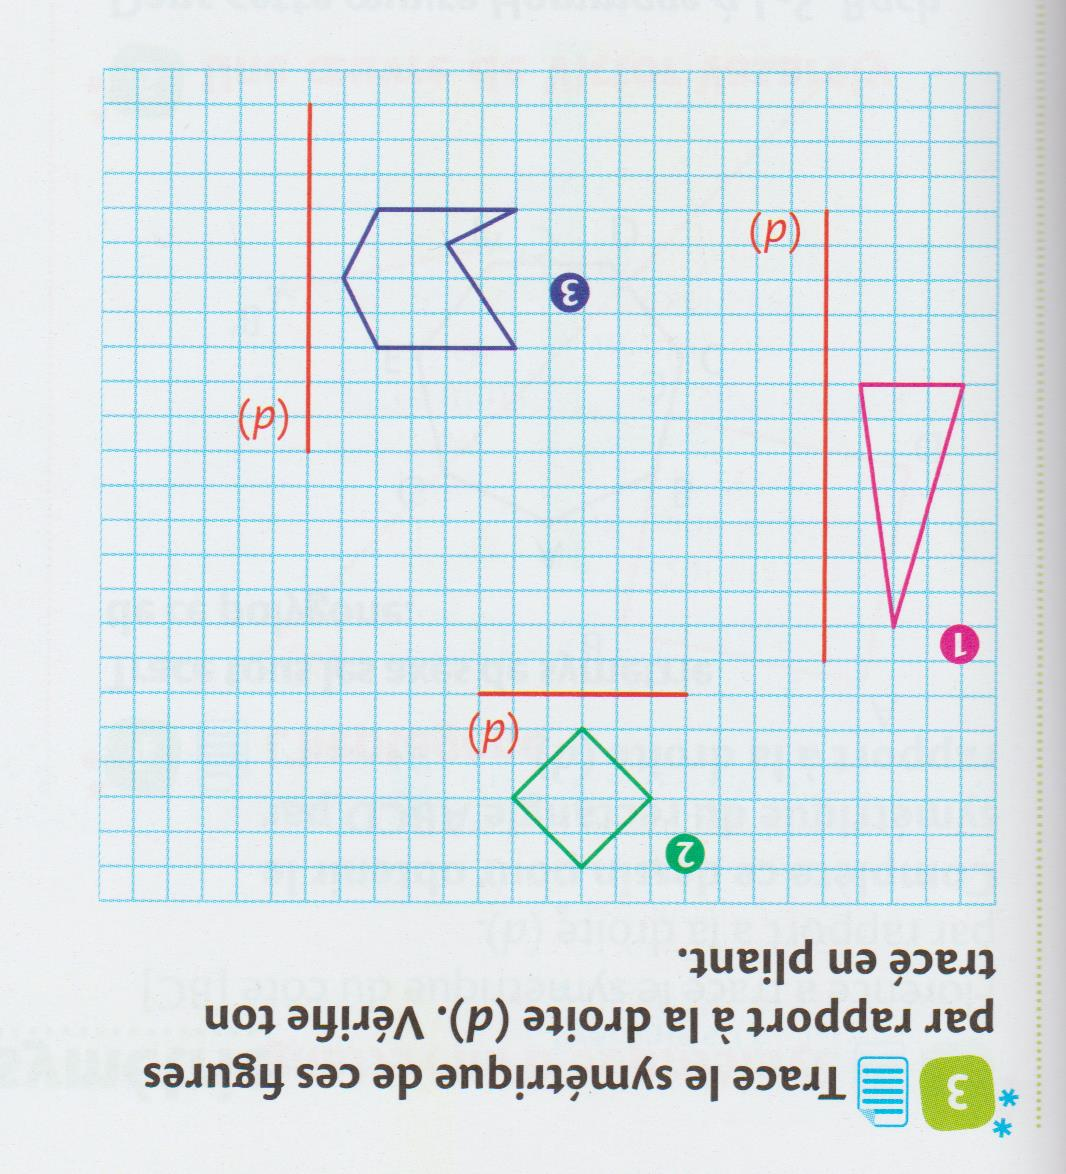 ** 3 Trace le symétrique de ces figures
par rapport à la droite (d). Vérifie ton
tracé en pliant.
2
(d)
1
(d)
3
(d)